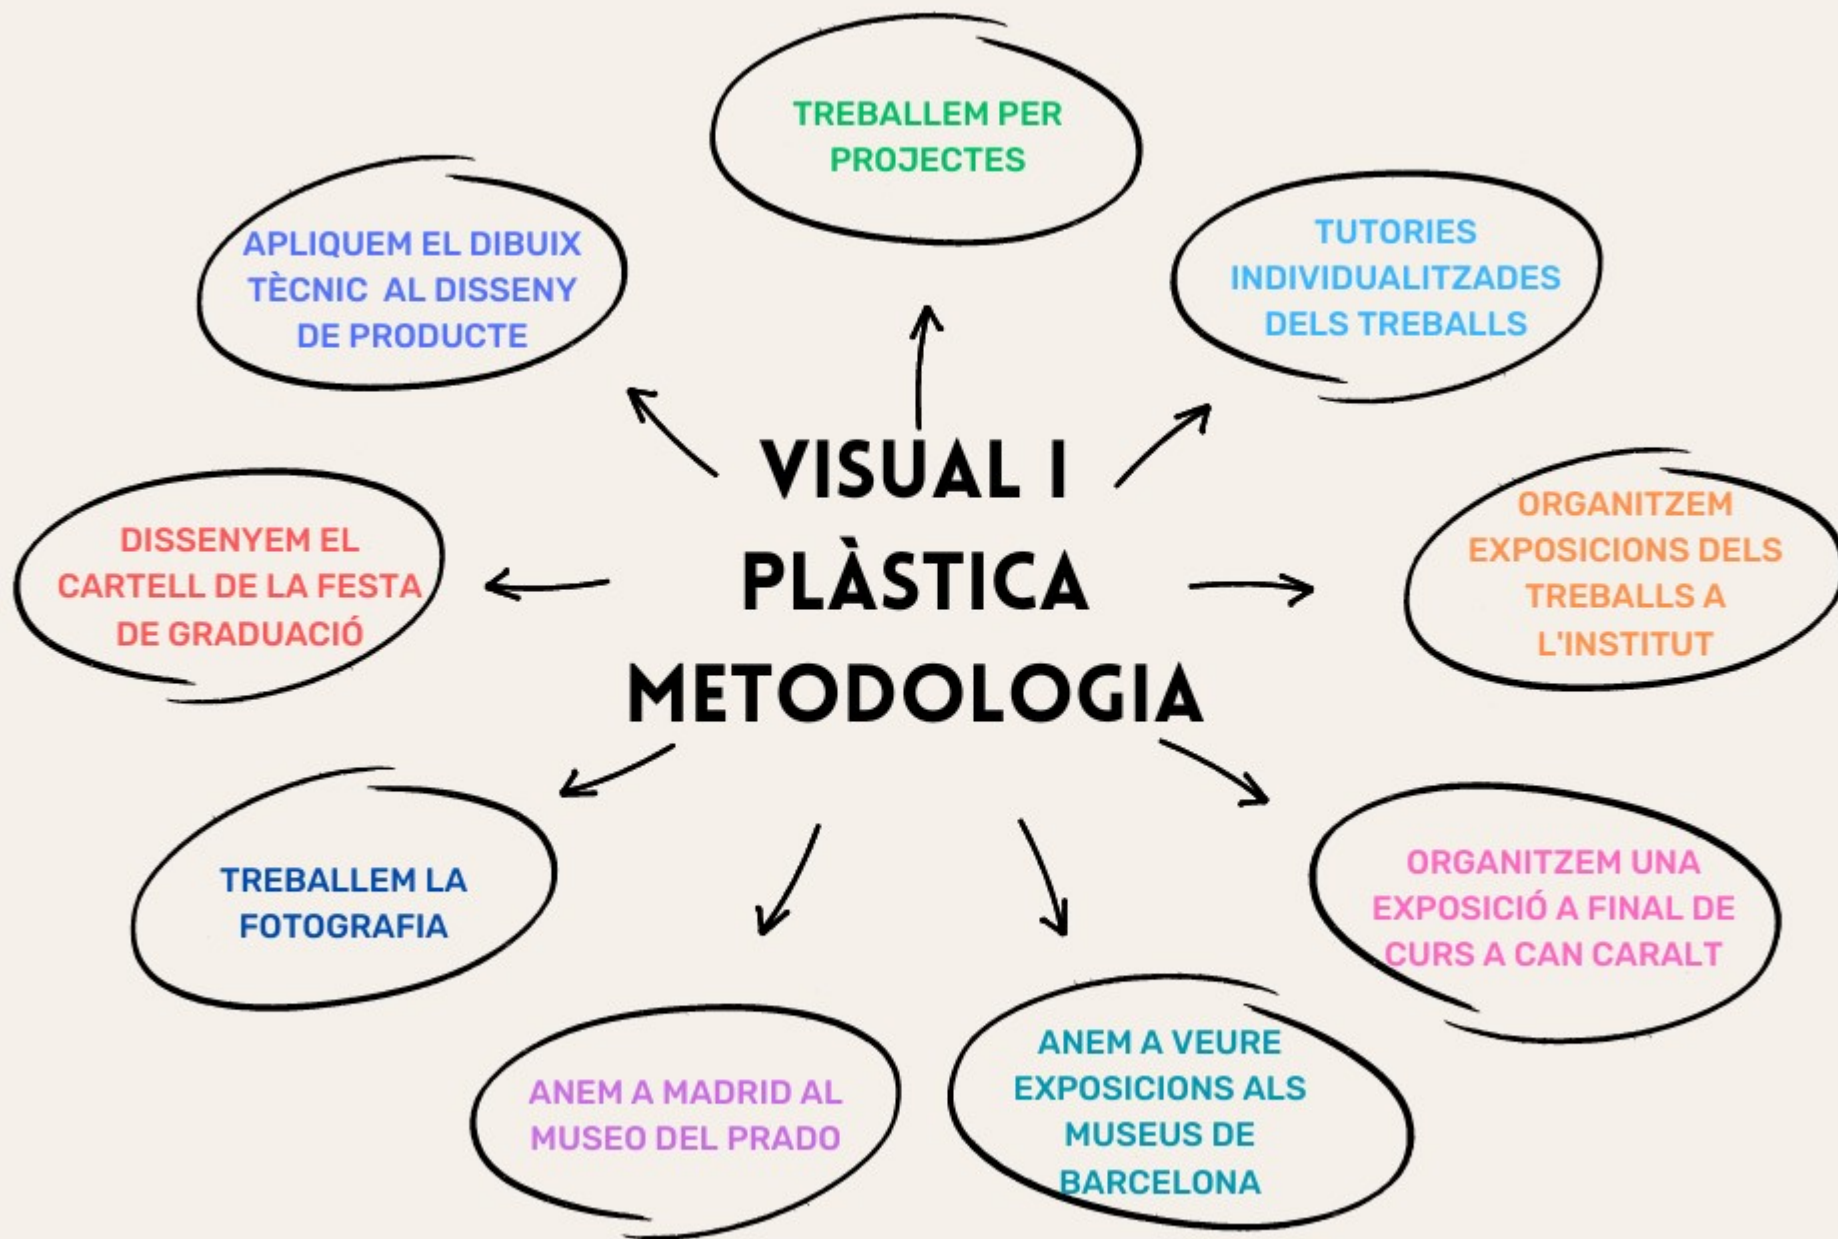 TREBALLEM PER
PROJECTES
APLIQUEM EL DIBUIX
TÈCNIC AL DISSENY
DE PRODUCTE
TUTORIES
INDIVIDUALITZADES
DELS TREBALLS
VISUAL I
PLÀSTICA
METODOLOGIA
DISSENYEM EL
CARTELL DE LA FESTA
DE GRADUACIÓ
ORGANITZEM
EXPOSICIONS DELS
TREBALLS A
L'INSTITUT
TREBALLEM LA
FOTOGRAFIA
ORGANITZEM UNA
EXPOSICIÓ A FINAL DE
CURS A CAN CARALT
ANEM A MADRID AL
MUSEO DEL PRADO
ANEM A VEURE
EXPOSICIONS ALS
MUSEUS DE
BARCELONA